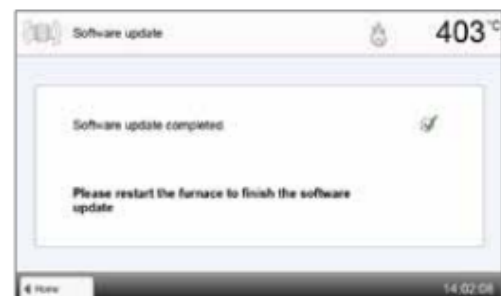 Software update
403°C
Software update completed
Please restart the furnace to finish the software
update
Home
14:02:08